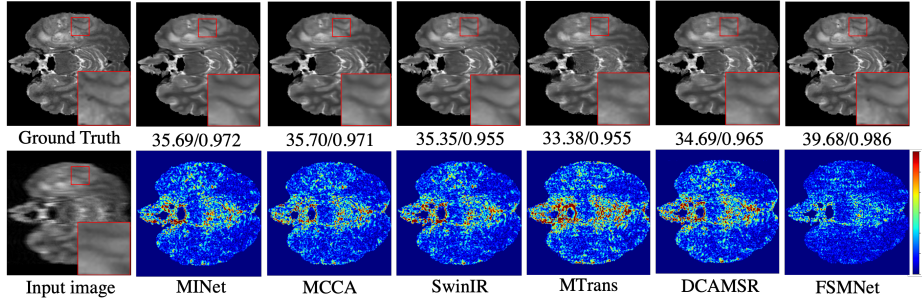 Ground Truth 35.69/0.972 35.70/0.971 35.35/0.955 33.38/0.955 34.69/0.965 39.68/0.986
Input image MINet MCCA SwinIR MTrans DCAMSR FSMNet